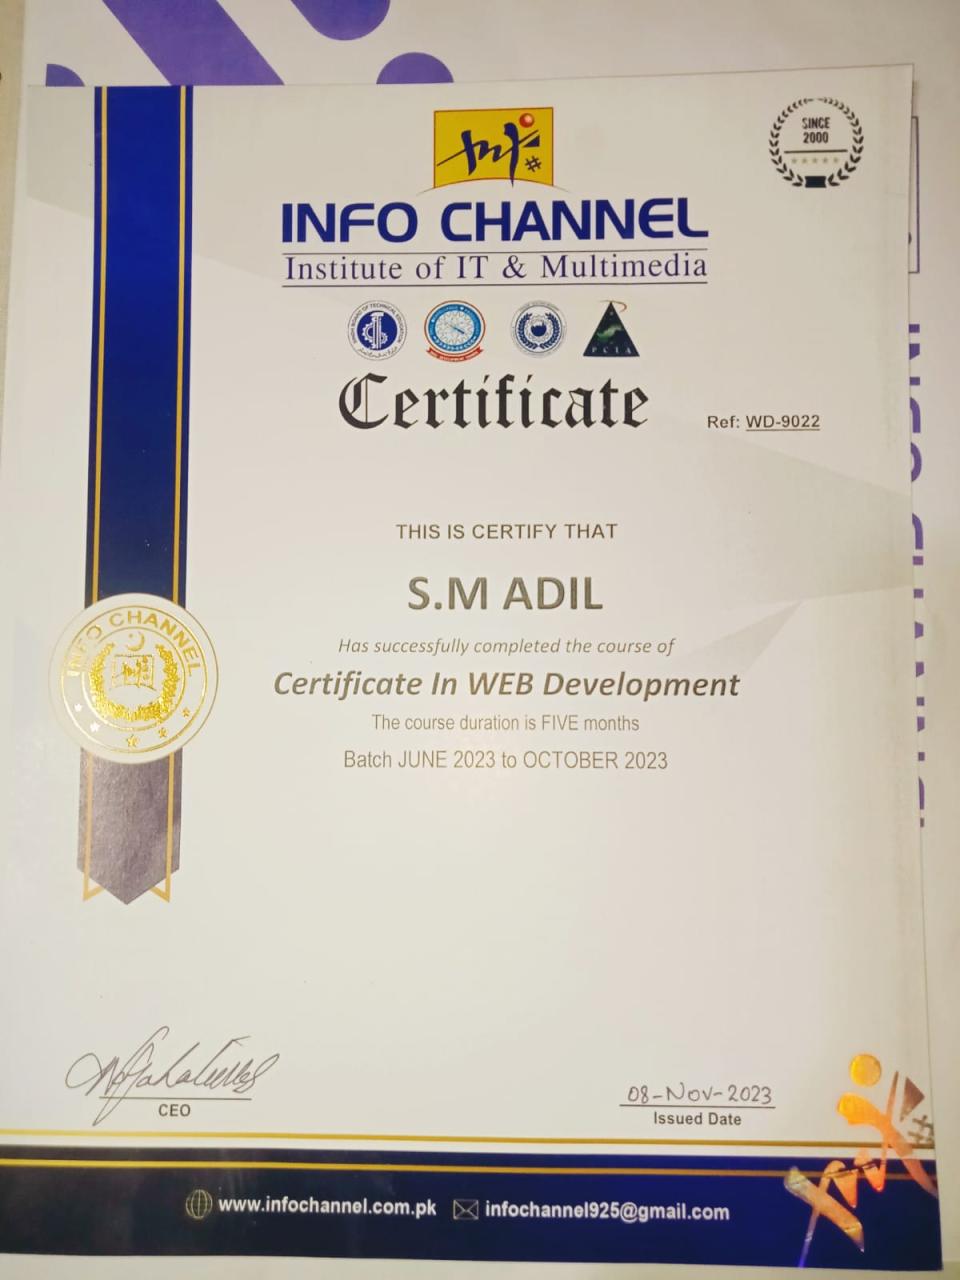 SINCE
2000
INFO CHANNEL
Institute of IT & Multimedia
PCIA
Certificate
Ref: WD-9022
THIS IS CERTIFY THAT
S.M ADIL
Has successfully completed the course of
Certificate In WEB Development
The course duration is FIVE months
Batch JUNE 2023 to OCTOBER 2023
INFO CHANNEL
CEO
08-Nov-2023
Issued Date
www.infochannel.com.pk
infochannel925@gmail.com